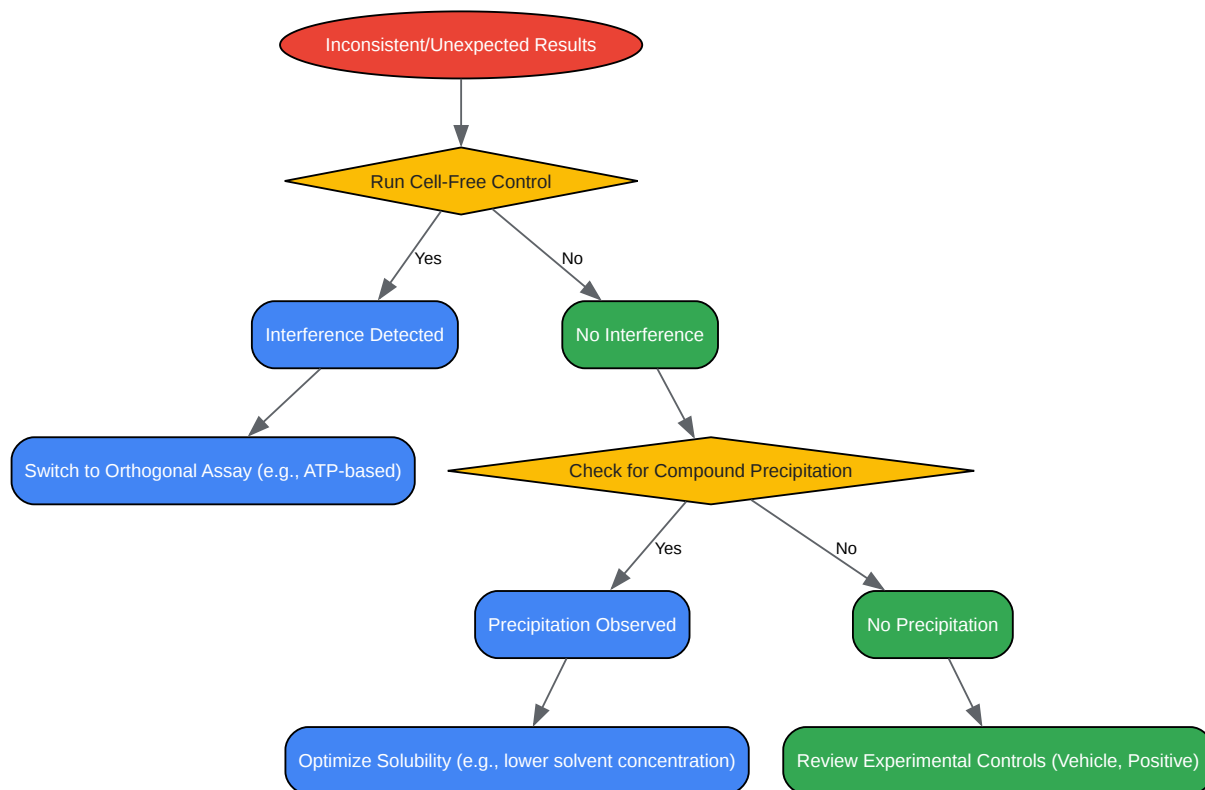 Inconsistent/Unexpected Results
Run Cell-Free Control
Yes
No
Interference Detected
No Interference
Switch to Orthogonal Assay (e.g., ATP-based)
Check for Compound Precipitation
Yes
No
Precipitation Observed
No Precipitation
Optimize Solubility (e.g., lower solvent concentration)
Review Experimental Controls (Vehicle, Positive)